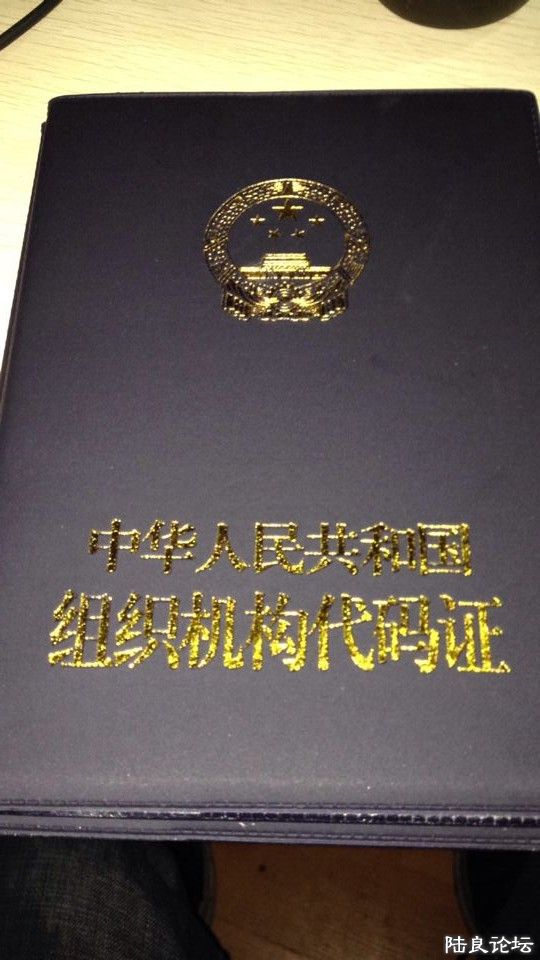 中华人民共和国
组织机构代码证
陆良论坛